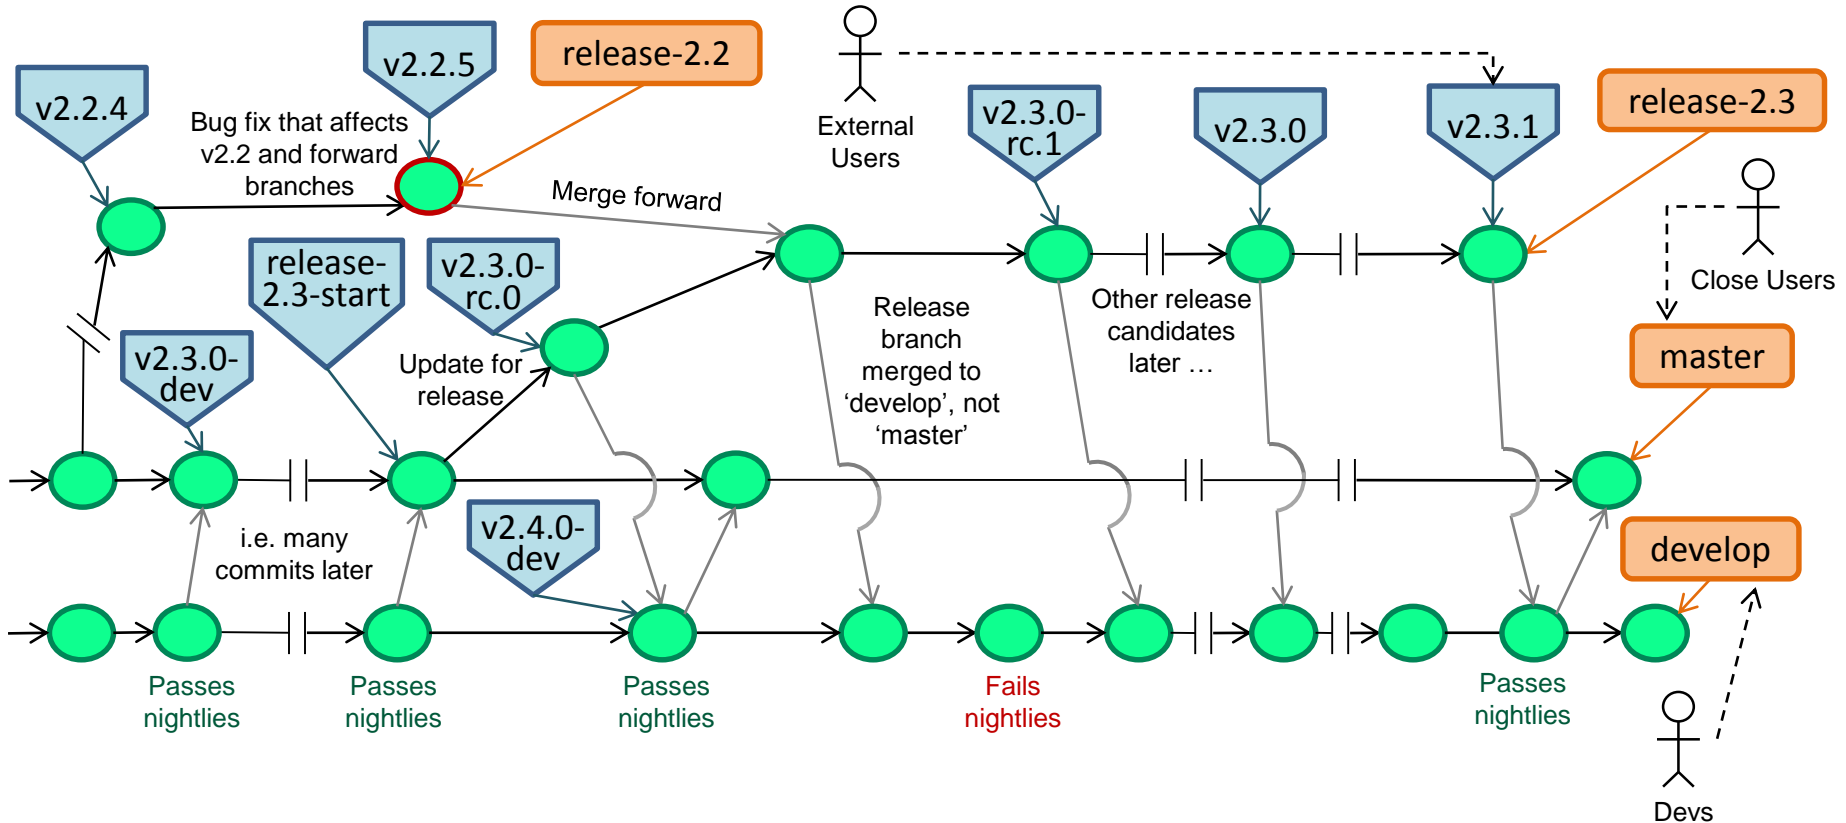 v2.2.4
v2.2.5
release-2.2
Bug fix that affects
v2.2 and forward
branches
Merge forward
External
Users
v2.3.0-
rc.1
v2.3.0
v2.3.1
release-2.3
Close Users
release-
2.3-start
v2.3.0-
rc.0
v2.3.0-
dev
Update for
release
Release
branch
merged to
‘develop’, not
‘master’
Other release
candidates
later …
master
i.e. many
commits later
v2.4.0-
dev
develop
Passes
nightlies
Passes
nightlies
Passes
nightlies
Fails
nightlies
Passes
nightlies
Devs